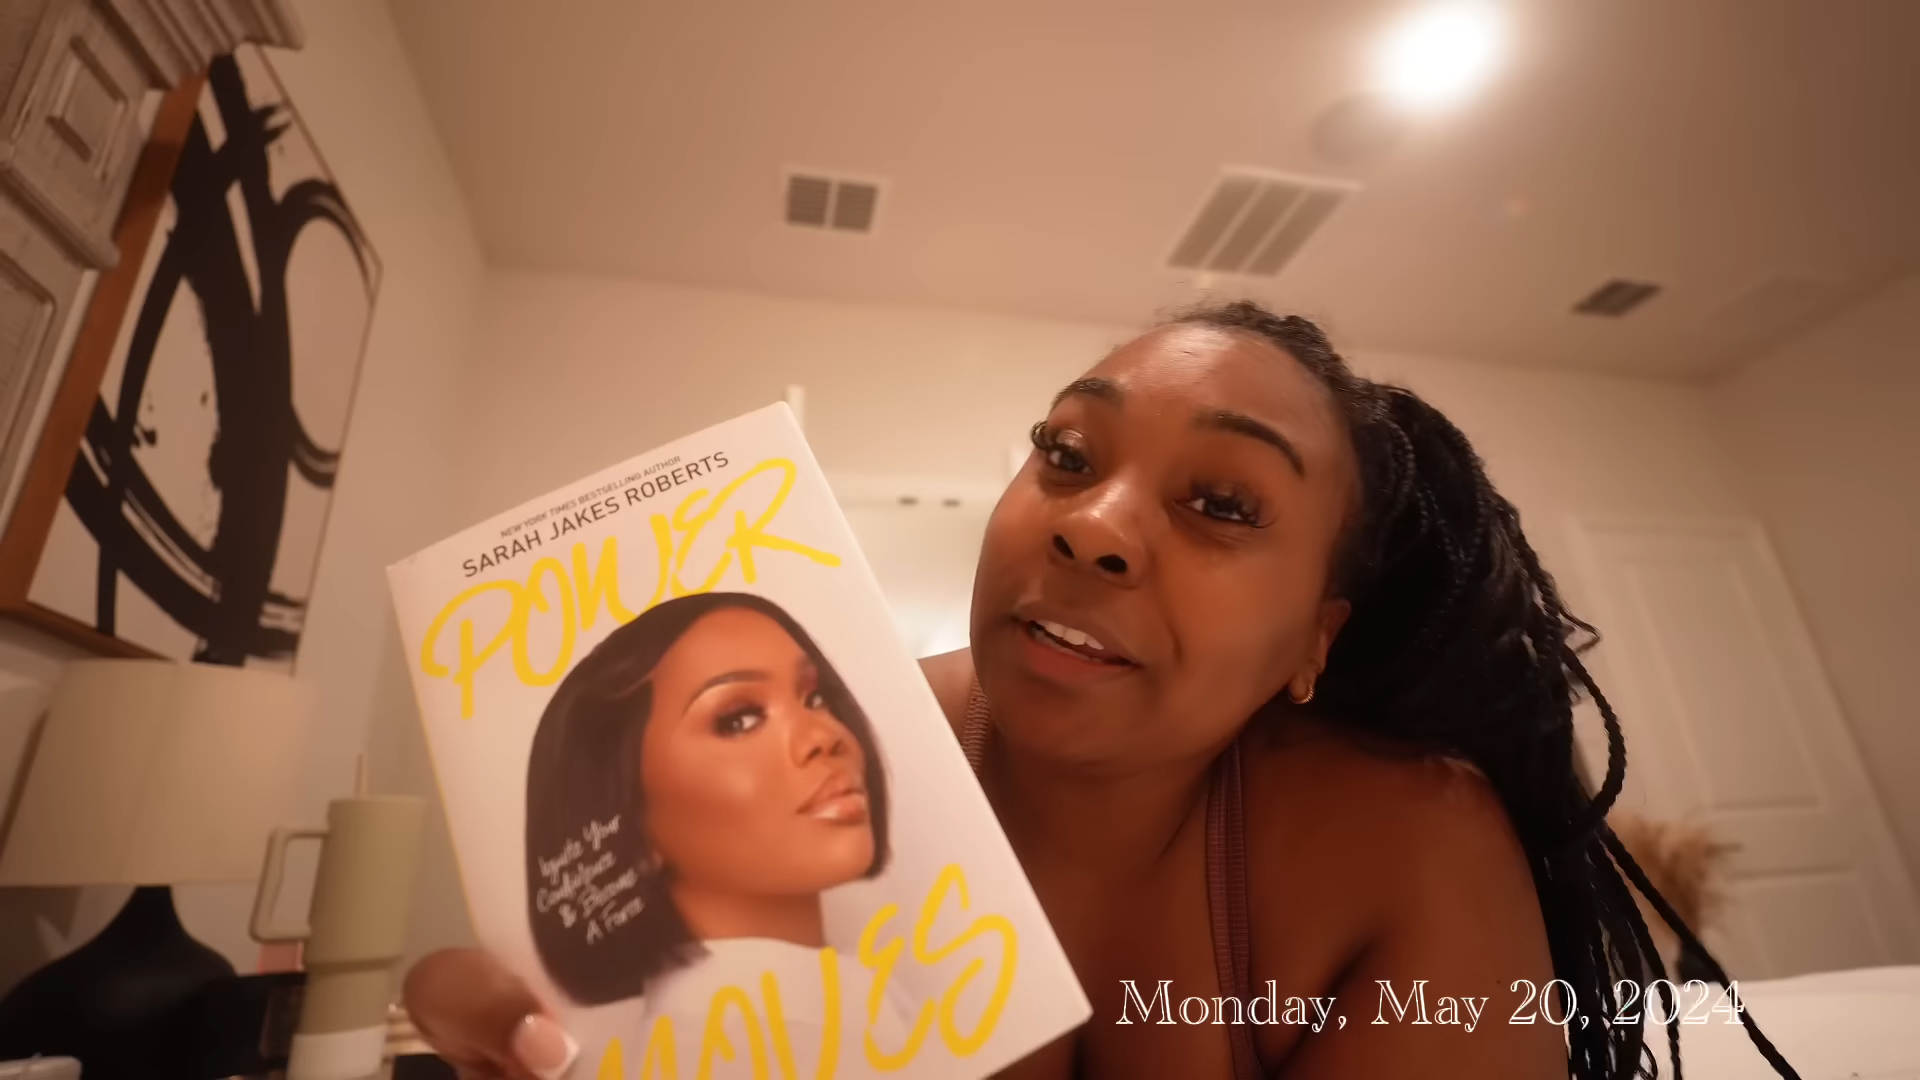 NEW YORK TIMES BESTSELLING AUTHOR
SARAH JAKES ROBERTS
POWER
Ignite Your
Confidence
& Become
A Force
MOVES
Monday, May 20, 2024